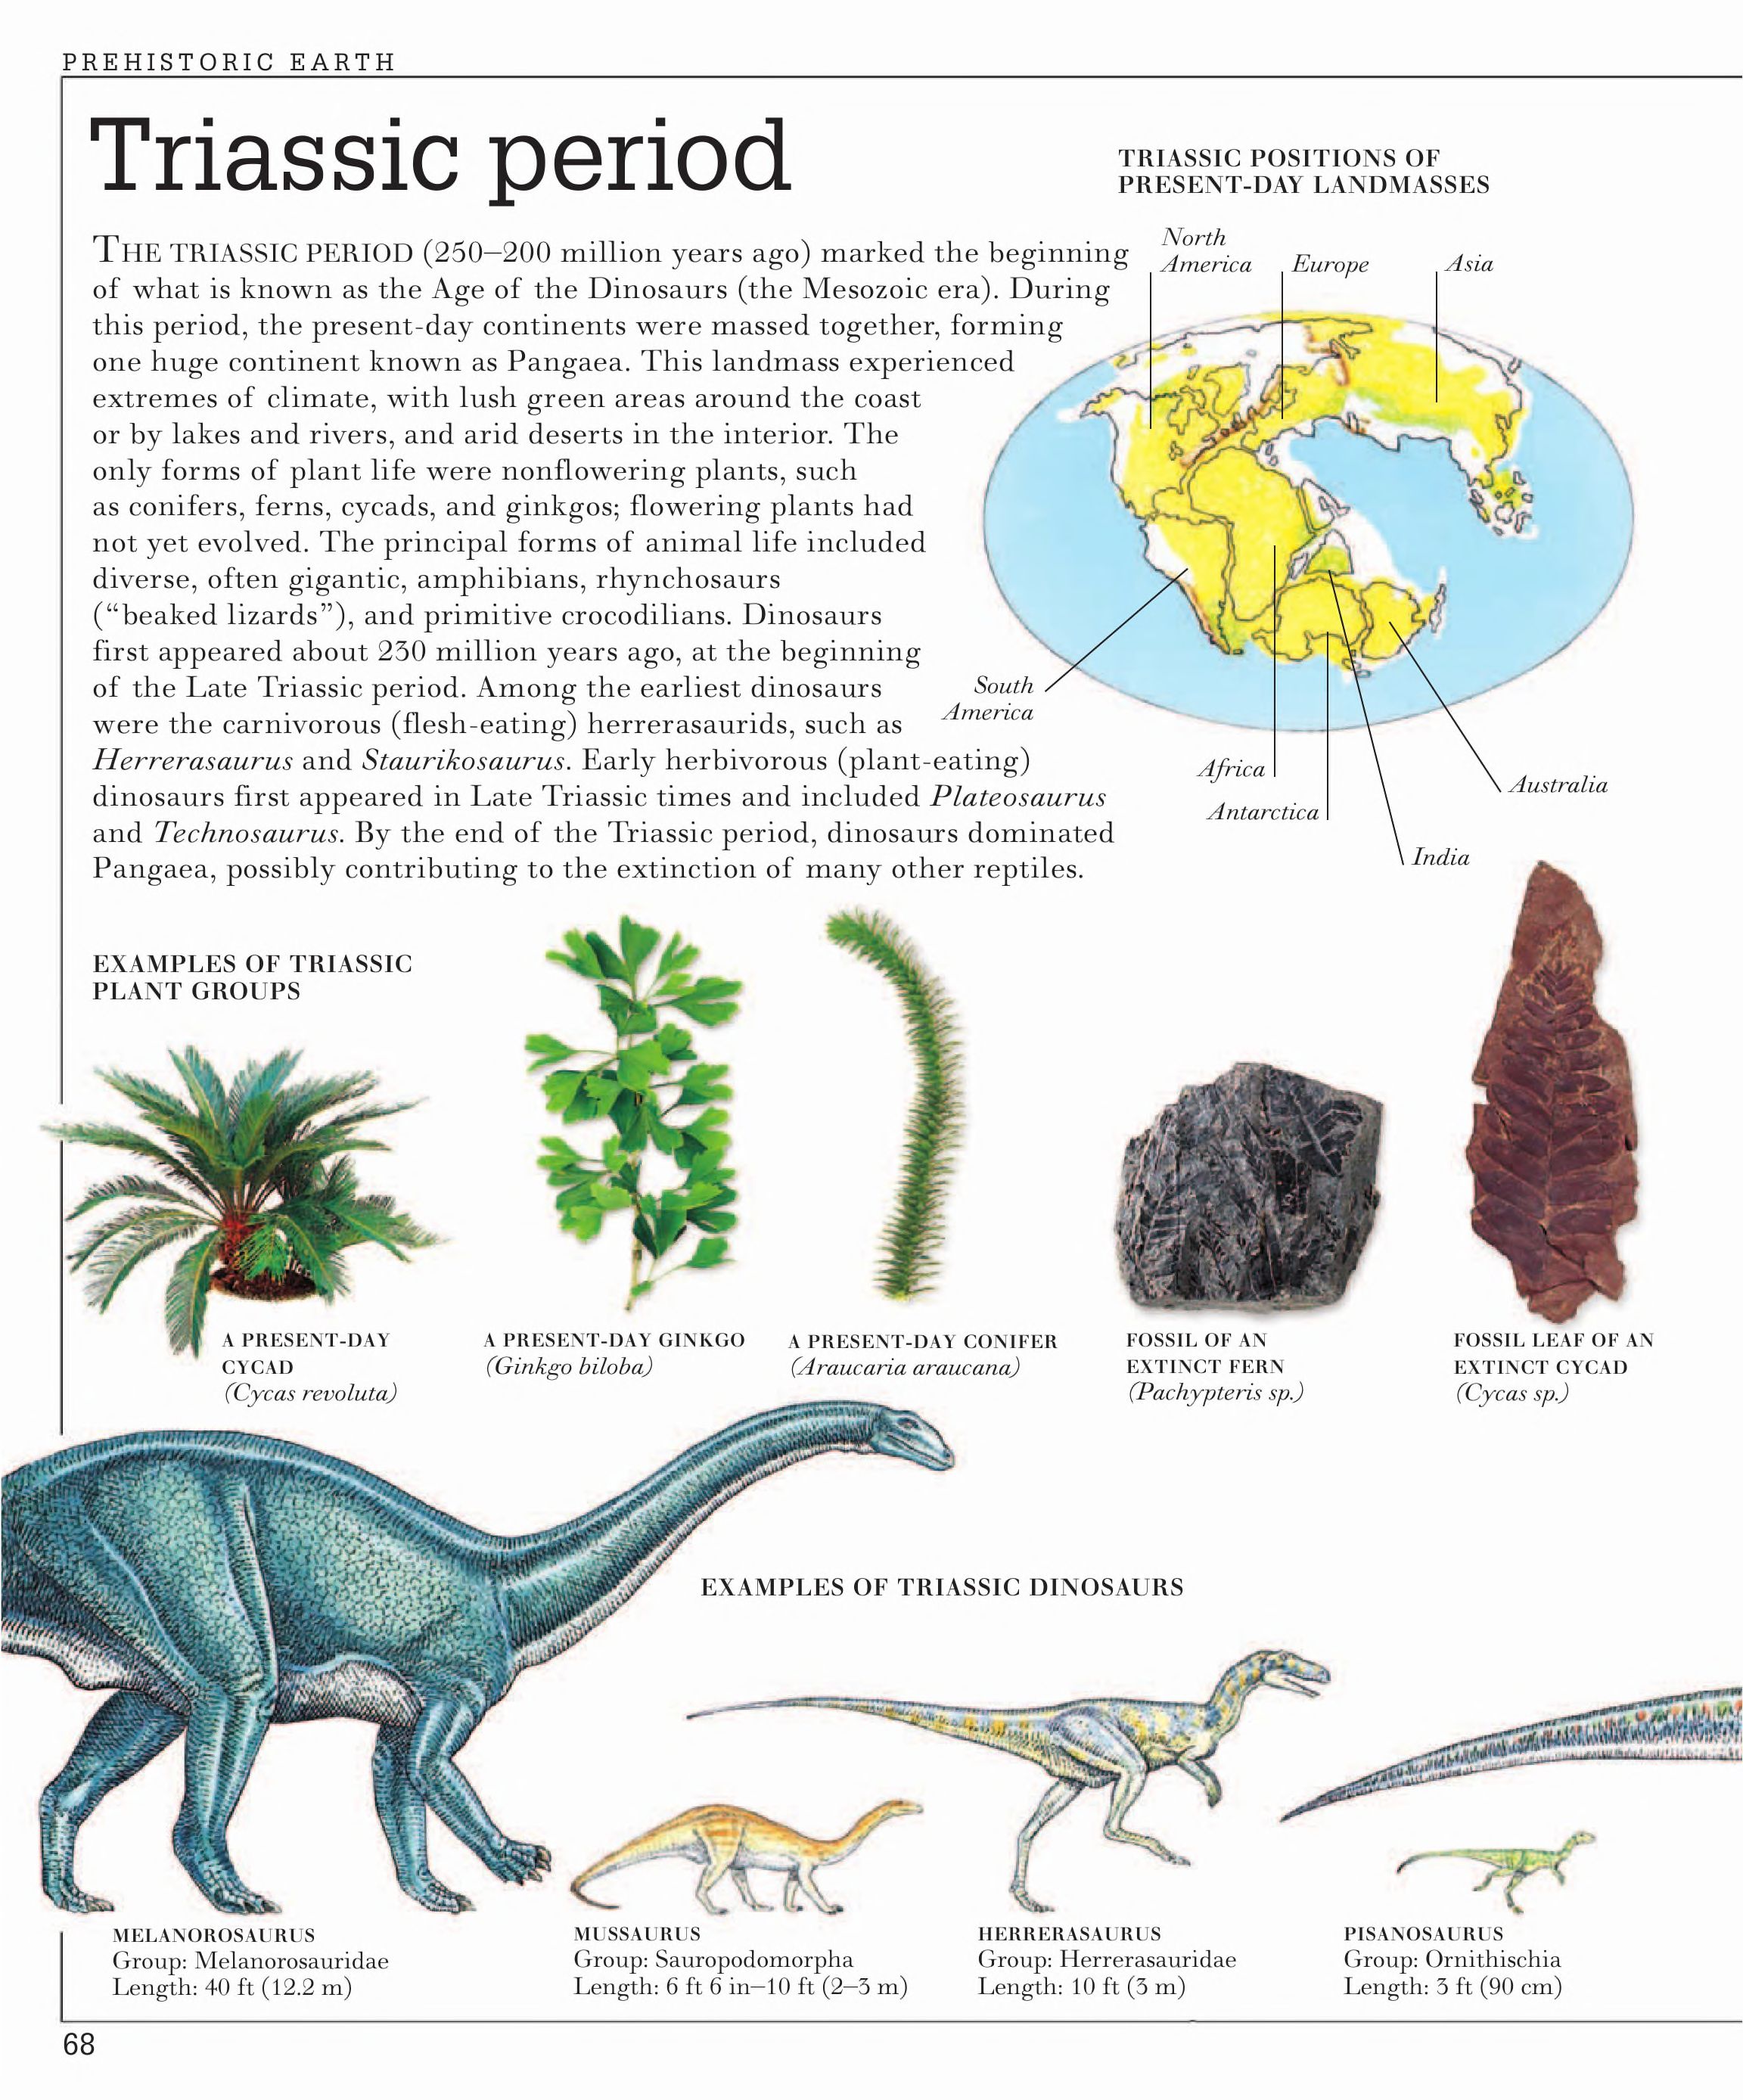 PREHISTORIC EARTH
Triassic period
THE TRIASSIC PERIOD (250–200 million years ago) marked the beginning
of what is known as the Age of the Dinosaurs (the Mesozoic era). During
this period, the present-day continents were massed together, forming
one huge continent known as Pangaea. This landmass experienced
extremes of climate, with lush green areas around the coast
or by lakes and rivers, and arid deserts in the interior. The
only forms of plant life were nonflowering plants, such
as conifers, ferns, cycads, and ginkgos; flowering plants had
not yet evolved. The principal forms of animal life included
diverse, often gigantic, amphibians, rhynchosaurs
(“beaked lizards”), and primitive crocodilians. Dinosaurs
first appeared about 230 million years ago, at the beginning
of the Late Triassic period. Among the earliest dinosaurs
were the carnivorous (flesh-eating) herrerasaurids, such as
Herrerasaurus and Staurikosaurus. Early herbivorous (plant-eating)
dinosaurs first appeared in Late Triassic times and included Plateosaurus
and Technosaurus. By the end of the Triassic period, dinosaurs dominated
Pangaea, possibly contributing to the extinction of many other reptiles.
TRIASSIC POSITIONS OF
PRESENT-DAY LANDMASSES
North
America
Europe
Asia
South
America
Africa
Antarctica
India
Australia
EXAMPLES OF TRIASSIC
PLANT GROUPS
A PRESENT-DAY
CYCAD
(Cycas revoluta)
A PRESENT-DAY GINKGO
(Ginkgo biloba)
A PRESENT-DAY CONIFER
(Araucaria araucana)
FOSSIL OF AN
EXTINCT FERN
(Pachypteris sp.)
FOSSIL LEAF OF AN
EXTINCT CYCAD
(Cycas sp.)
EXAMPLES OF TRIASSIC DINOSAURS
MELANOROSAURUS
Group: Melanorosauridae
Length: 40 ft (12.2 m)
MUSSAURUS
Group: Sauropodomorpha
Length: 6 ft 6 in–10 ft (2–3 m)
HERRERASAURUS
Group: Herrerasauridae
Length: 10 ft (3 m)
PISANOSAURUS
Group: Ornithischia
Length: 3 ft (90 cm)
68